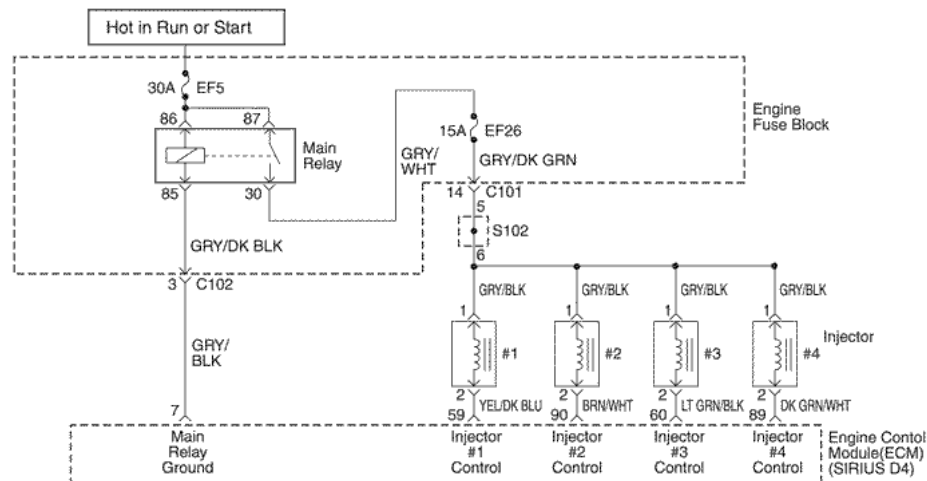 Hot in Run or Start
30A EF5
86 87
Main
Relay
85 30
GRY/DK BLK
3 C102
GRY/
BLK
7
GRY/
WHT
15A EF26
GRY/DK GRN
14 C101
5
S102
6
Engine
Fuse Block
GRY/BLK GRY/BLK GRY/BLK GRY/BLK
1 1 1 1
#1 #2 #3 #4
Injector
2 2 2 2
YEL/DK BLU BRN/WHT LT GRN/BLK DK GRN/WHT
59 90 60 89
Main
Relay
Ground
Injector
#1
Control
Injector
#2
Control
Injector
#3
Control
Injector
#4
Control
Engine Contol
Module(ECM)
(SIRIUS D4)